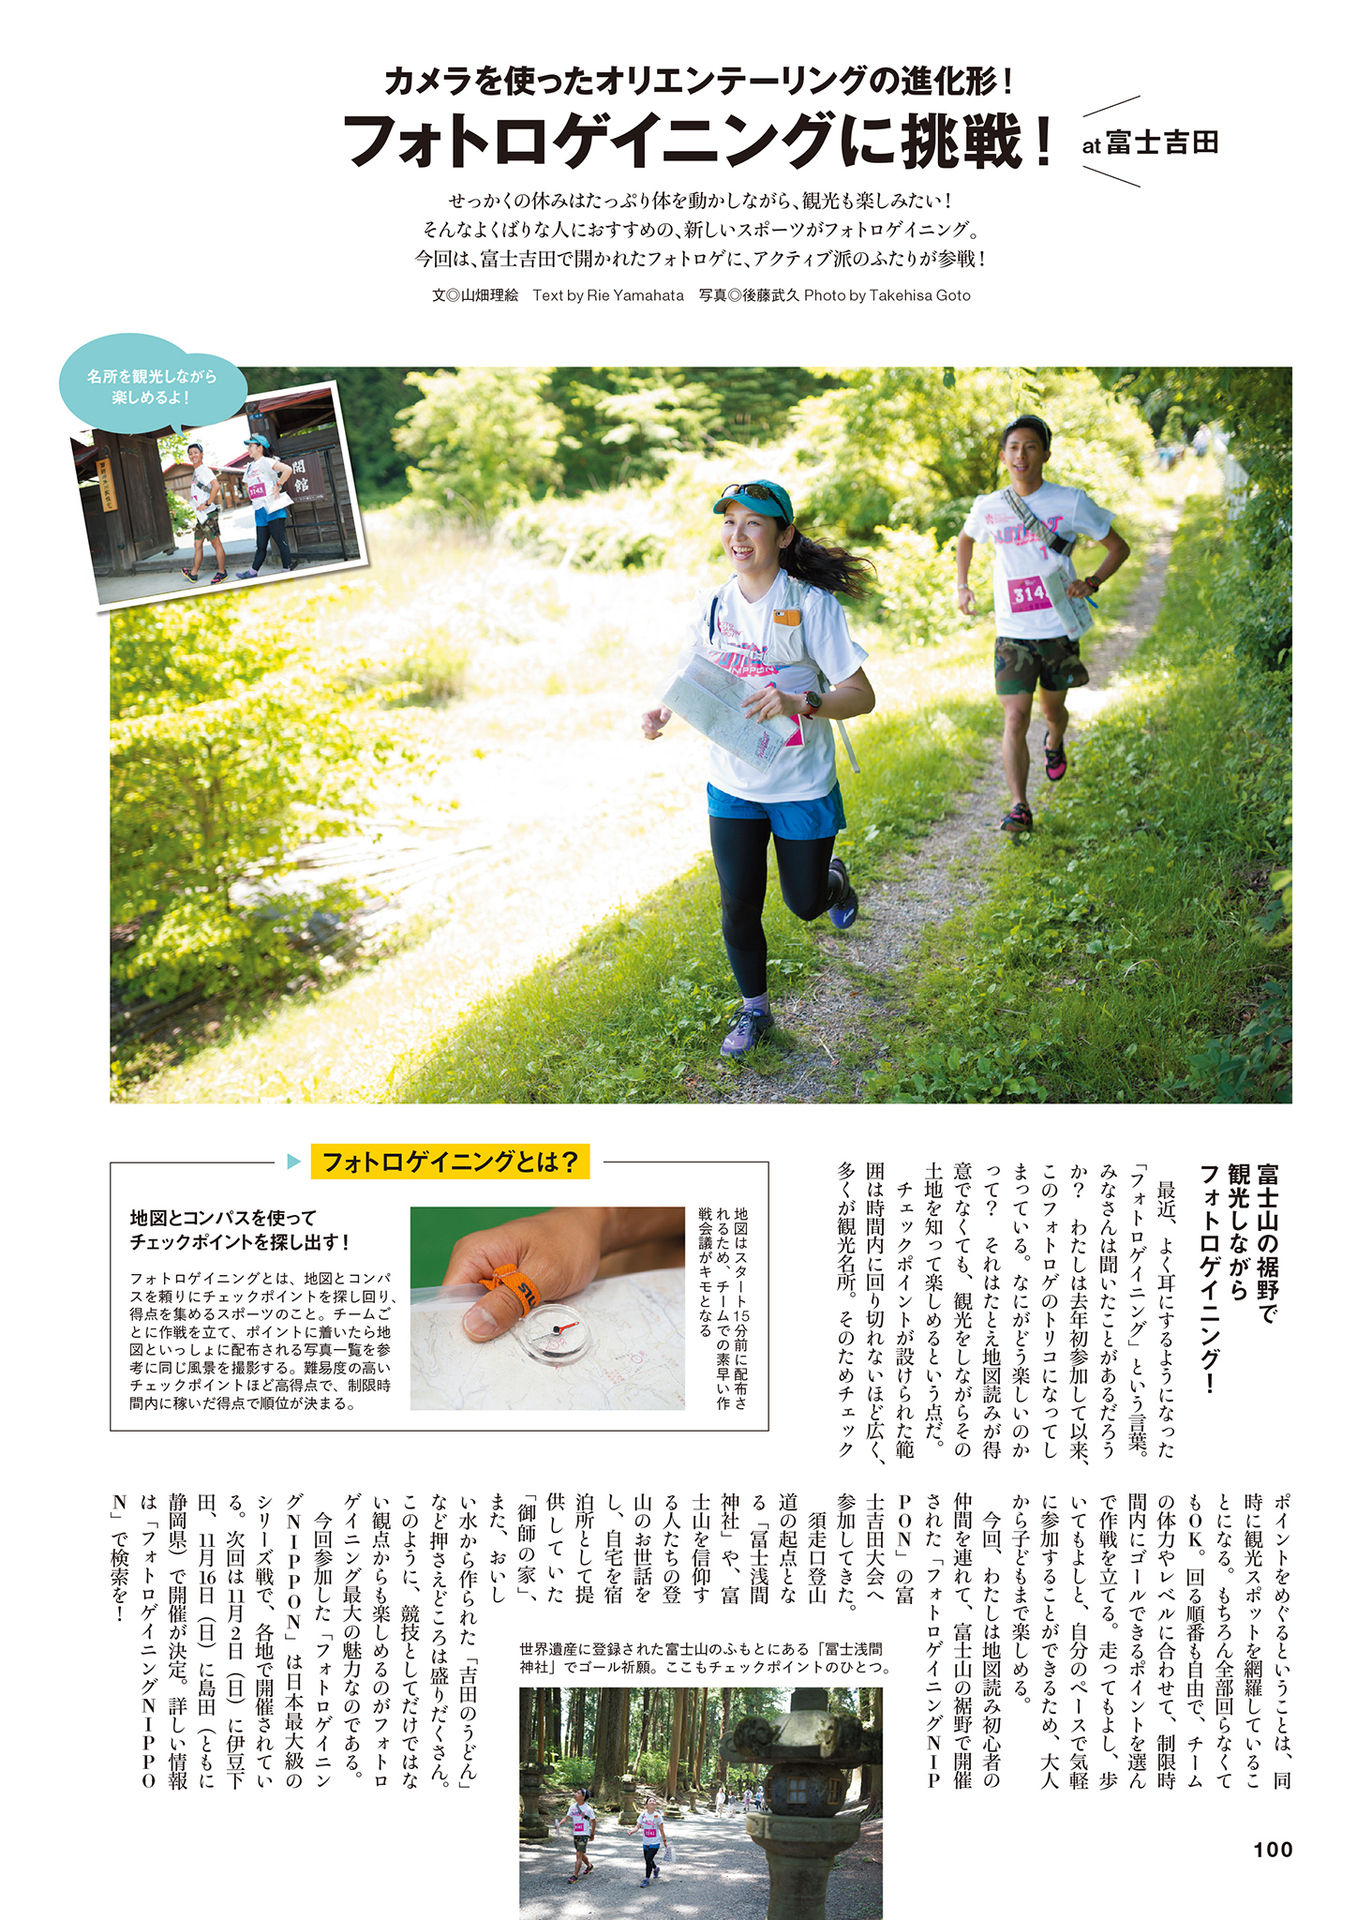 カメラを使ったオリエンテーリングの進化形！
フォトロゲイニングに挑戦！
at 富士吉田
せっかくの休みはたっぷり体を動かしながら、観光も楽しみたい！
そんなよくばりな人におすすめの、新しいスポーツがフォトロゲイニング。
今回は、富士吉田で開かれたフォトロゲに、アクティブ派のふたりが参戦！
文◎山畑理絵　Text by Rie Yamahata　写真◎後藤武久 Photo by Takehisa Goto
名所を観光しながら
楽しめるよ！
開館
3143
314
富士山の裾野で
観光しながら
フォトロゲイニング！
　最近、よく耳にするようになった
「フォトロゲイニング」という言葉。
みなさんは聞いたことがあるだろう
か？　わたしは去年初参加して以来、
このフォトロゲのトリコになってし
まっている。なにがどう楽しいのか
って？　それはたとえ地図読みが得
意でなくても、観光をしながらその
土地を知って楽しめるという点だ。
　チェックポイントが設けられた範
囲は時間内に回り切れないほど広く、
多くが観光名所。そのためチェック
ポイントをめぐるということは、同
時に観光スポットを網羅しているこ
とになる。もちろん全部回らなくて
もOK。回る順番も自由で、チーム
の体力やレベルに合わせて、制限時
間内にゴールできるポイントを選ん
で作戦を立てる。走ってもよし、歩
いてもよしと、自分のペースで気軽
に参加することができるため、大人
から子どもまで楽しめる。
　今回、わたしは地図読み初心者の
仲間を連れて、富士山の裾野で開催
された「フォトロゲイニングNIP
PON」の富
士吉田大会へ
参加してきた。
　須走口登山
道の起点とな
る「冨士浅間
神社」や、富
士山を信仰す
る人たちの登
山のお世話を
し、自宅を宿
泊所として提
供していた
「御師の家」、
また、おいし
い水から作られた「吉田のうどん」
など押さえどころは盛りだくさん。
このように、競技としてだけではな
い観点からも楽しめるのがフォトロ
ゲイニング最大の魅力なのである。
　今回参加した「フォトロゲイニン
グNIPPON」は日本最大級の
シリーズ戦で、各地で開催されてい
る。次回は11月2日（日）に伊豆下
田、11月16日（日）に島田（ともに
静岡県）で開催が決定。詳しい情報
は「フォトロゲイニングNIPPO
N」で検索を！
フォトロゲイニングとは？
地図とコンパスを使って
チェックポイントを探し出す！
フォトロゲイニングとは、地図とコンパ
スを頼りにチェックポイントを探し回り、
得点を集めるスポーツのこと。チームご
とに作戦を立て、ポイントに着いたら地
図といっしょに配布される写真一覧を参
考に同じ風景を撮影する。難易度の高い
チェックポイントほど高得点で、制限時
間内に稼いだ得点で順位が決まる。
地図はスタート15分前に配布さ
れるため、チームでの素早い作
戦会議がキモとなる
世界遺産に登録された富士山のふもとにある「冨士浅間
神社」でゴール祈願。ここもチェックポイントのひとつ。
100